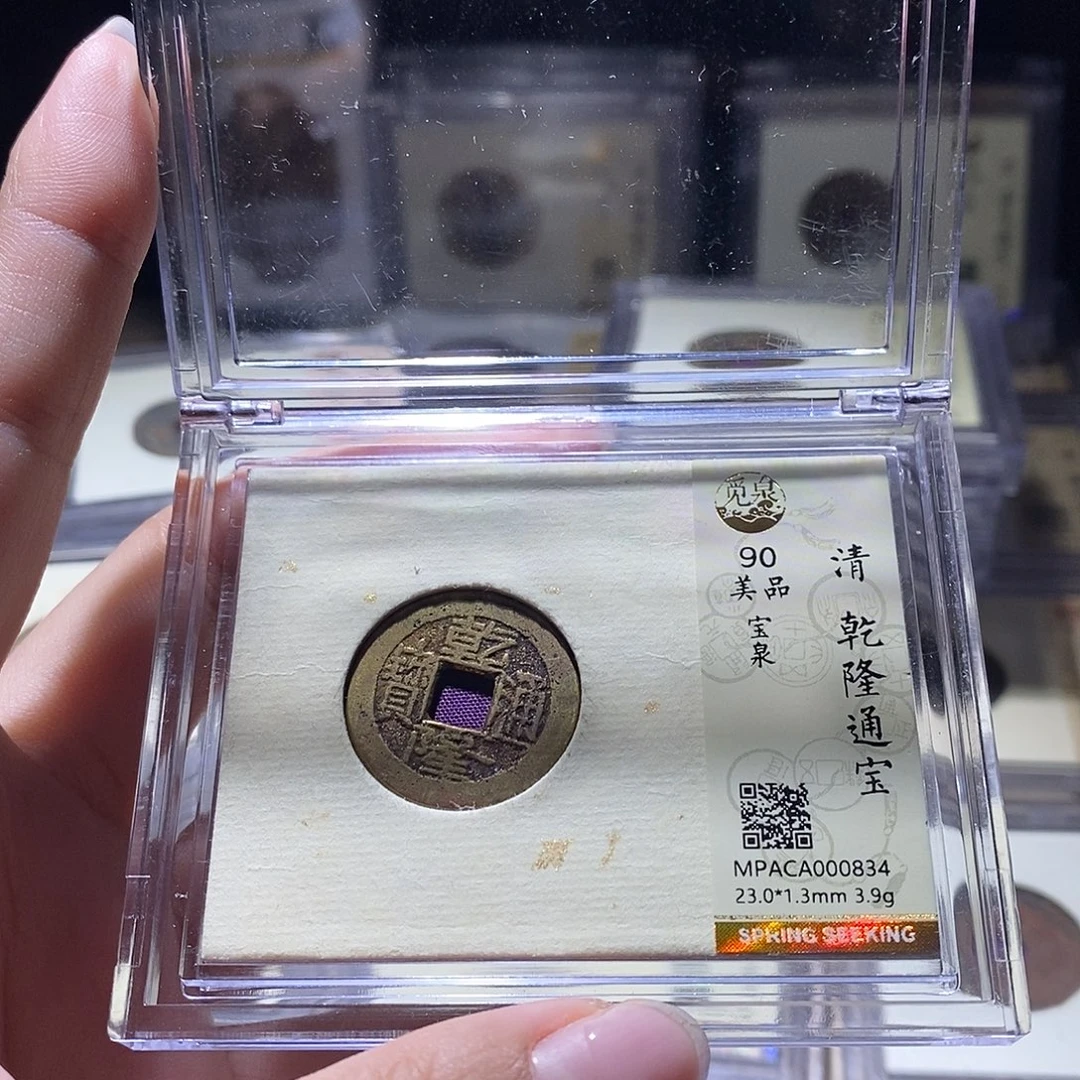 乾隆通寳
觅泉
90
美品
宝泉
清 乾隆通宝
MPACA000834
23.0*1.3mm 3.9g
SPRING SEEKING